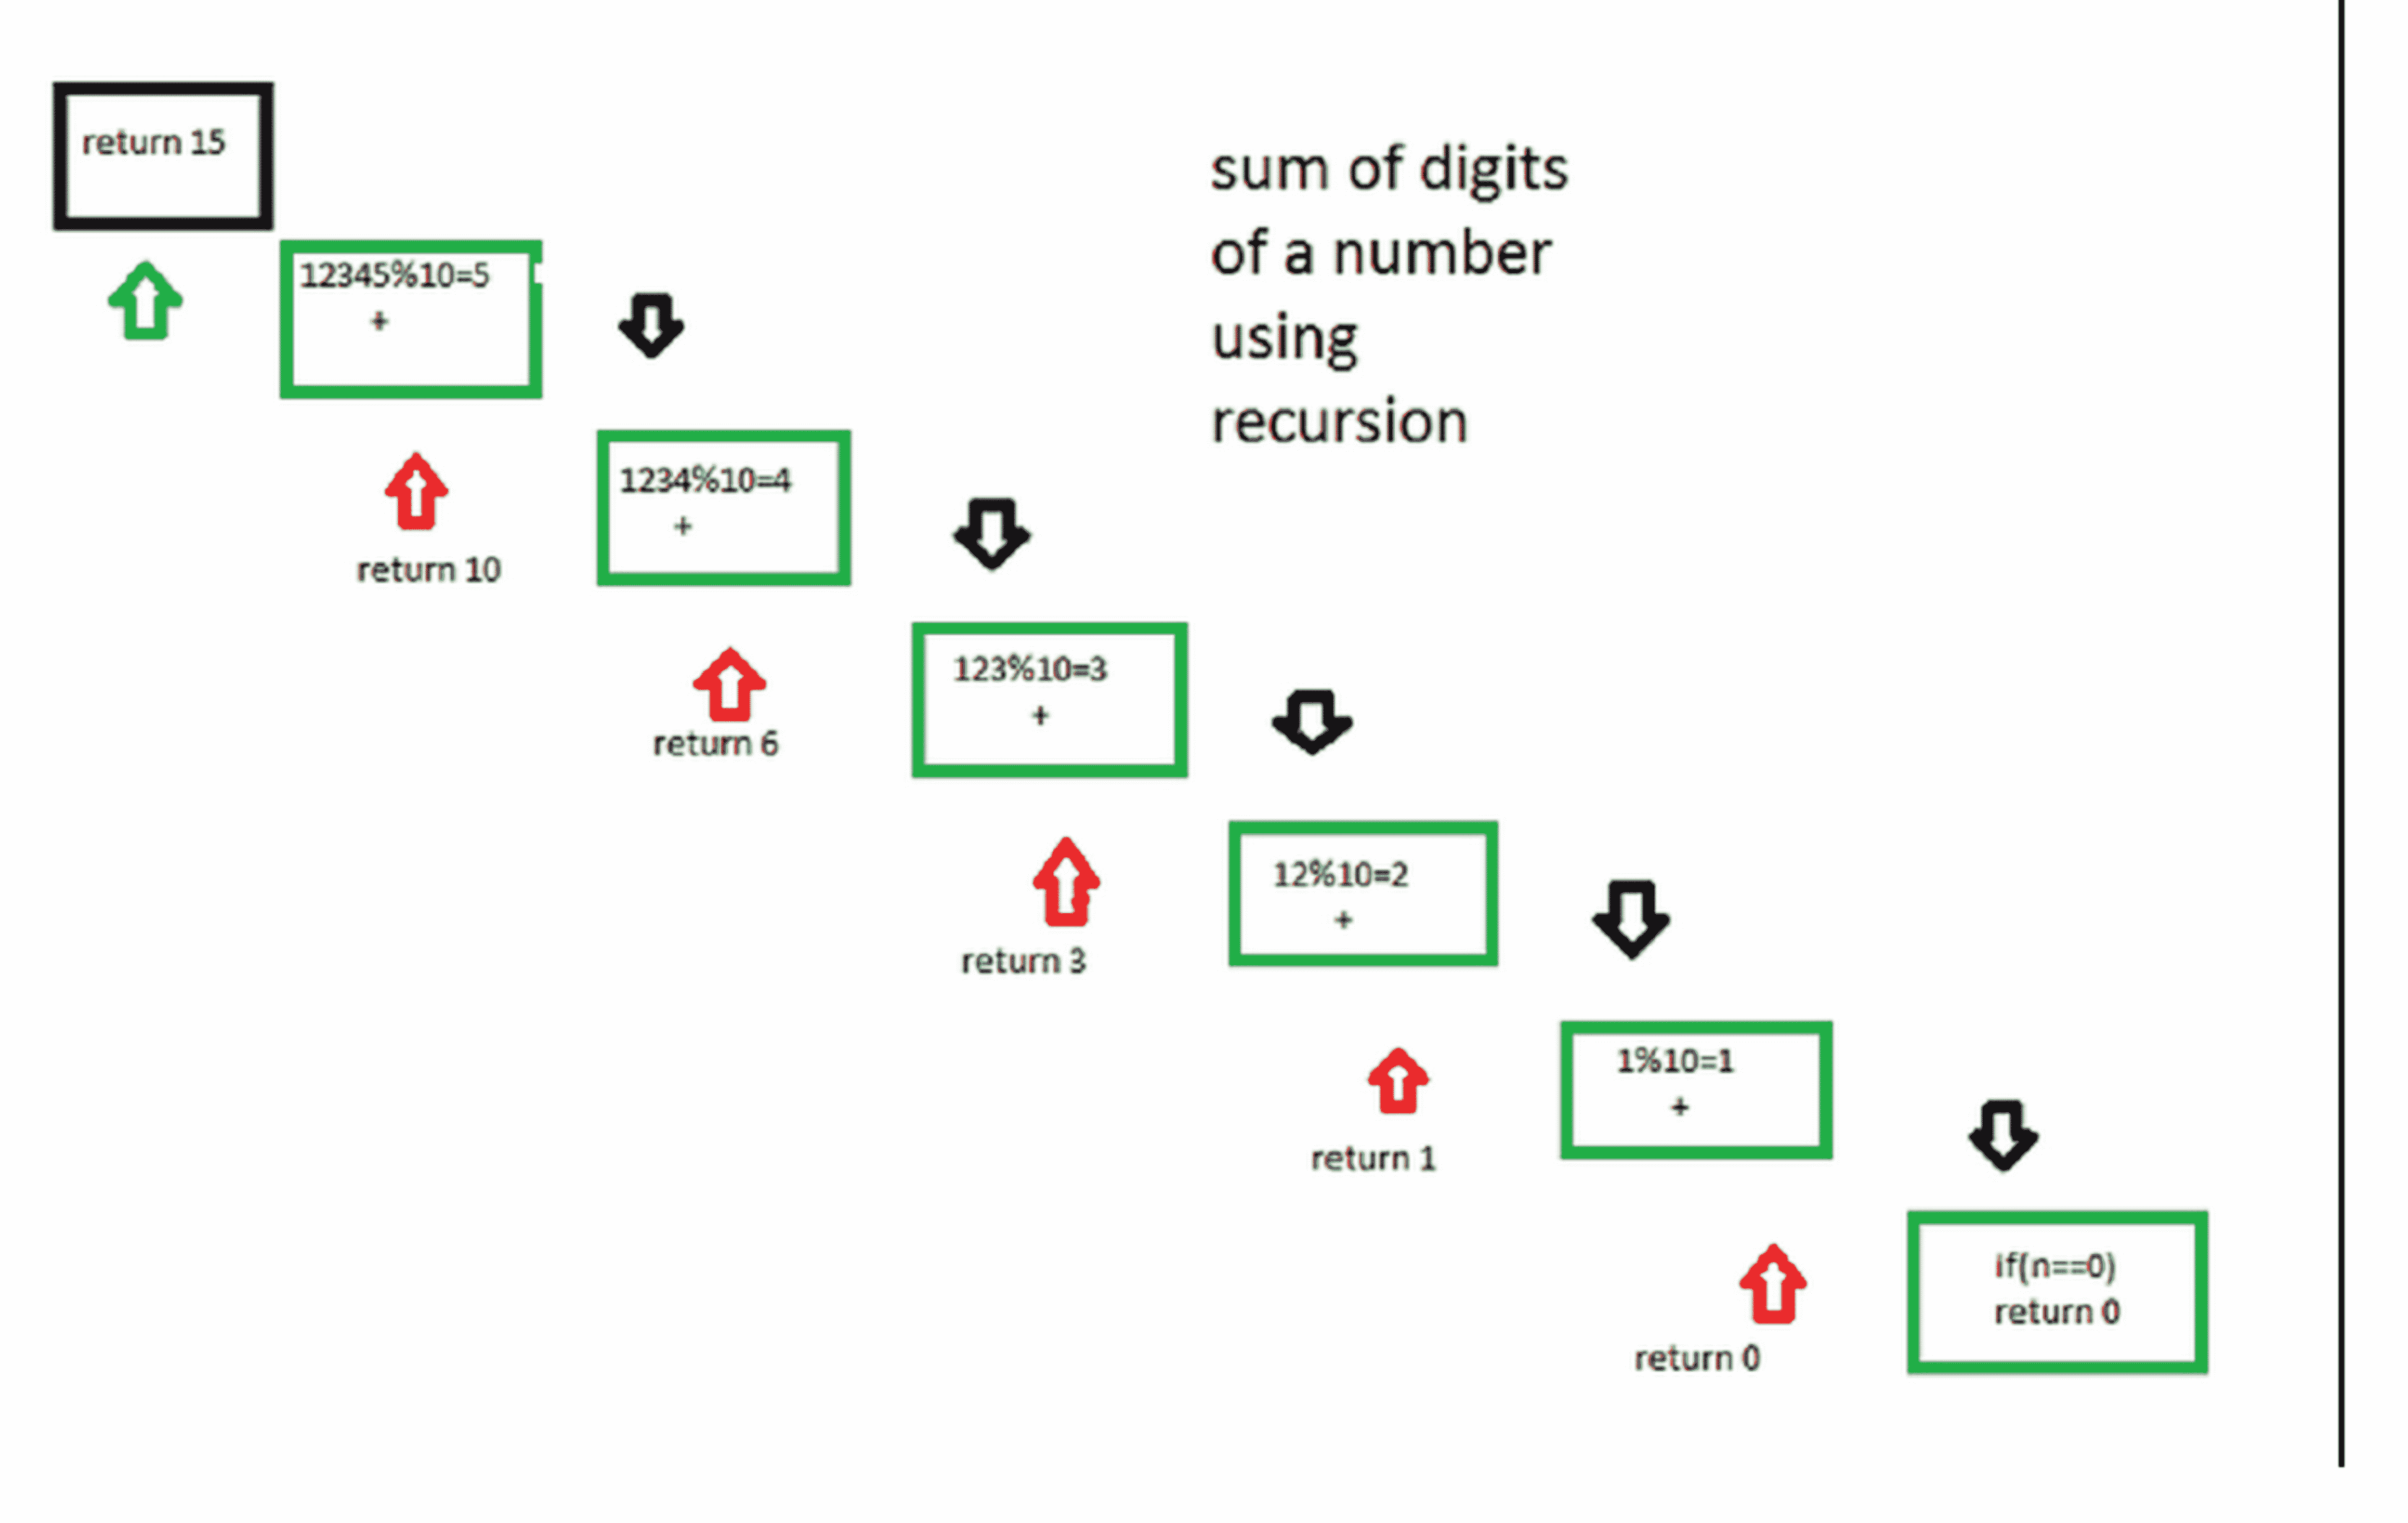 return 15
sum of digits
of a number
using
recursion
12345%10=5
+
1234%10=4
+
return 10
123%10=3
+
return 6
12%10=2
+
return 3
1%10=1
+
return 1
if(n==0)
return 0
return 0